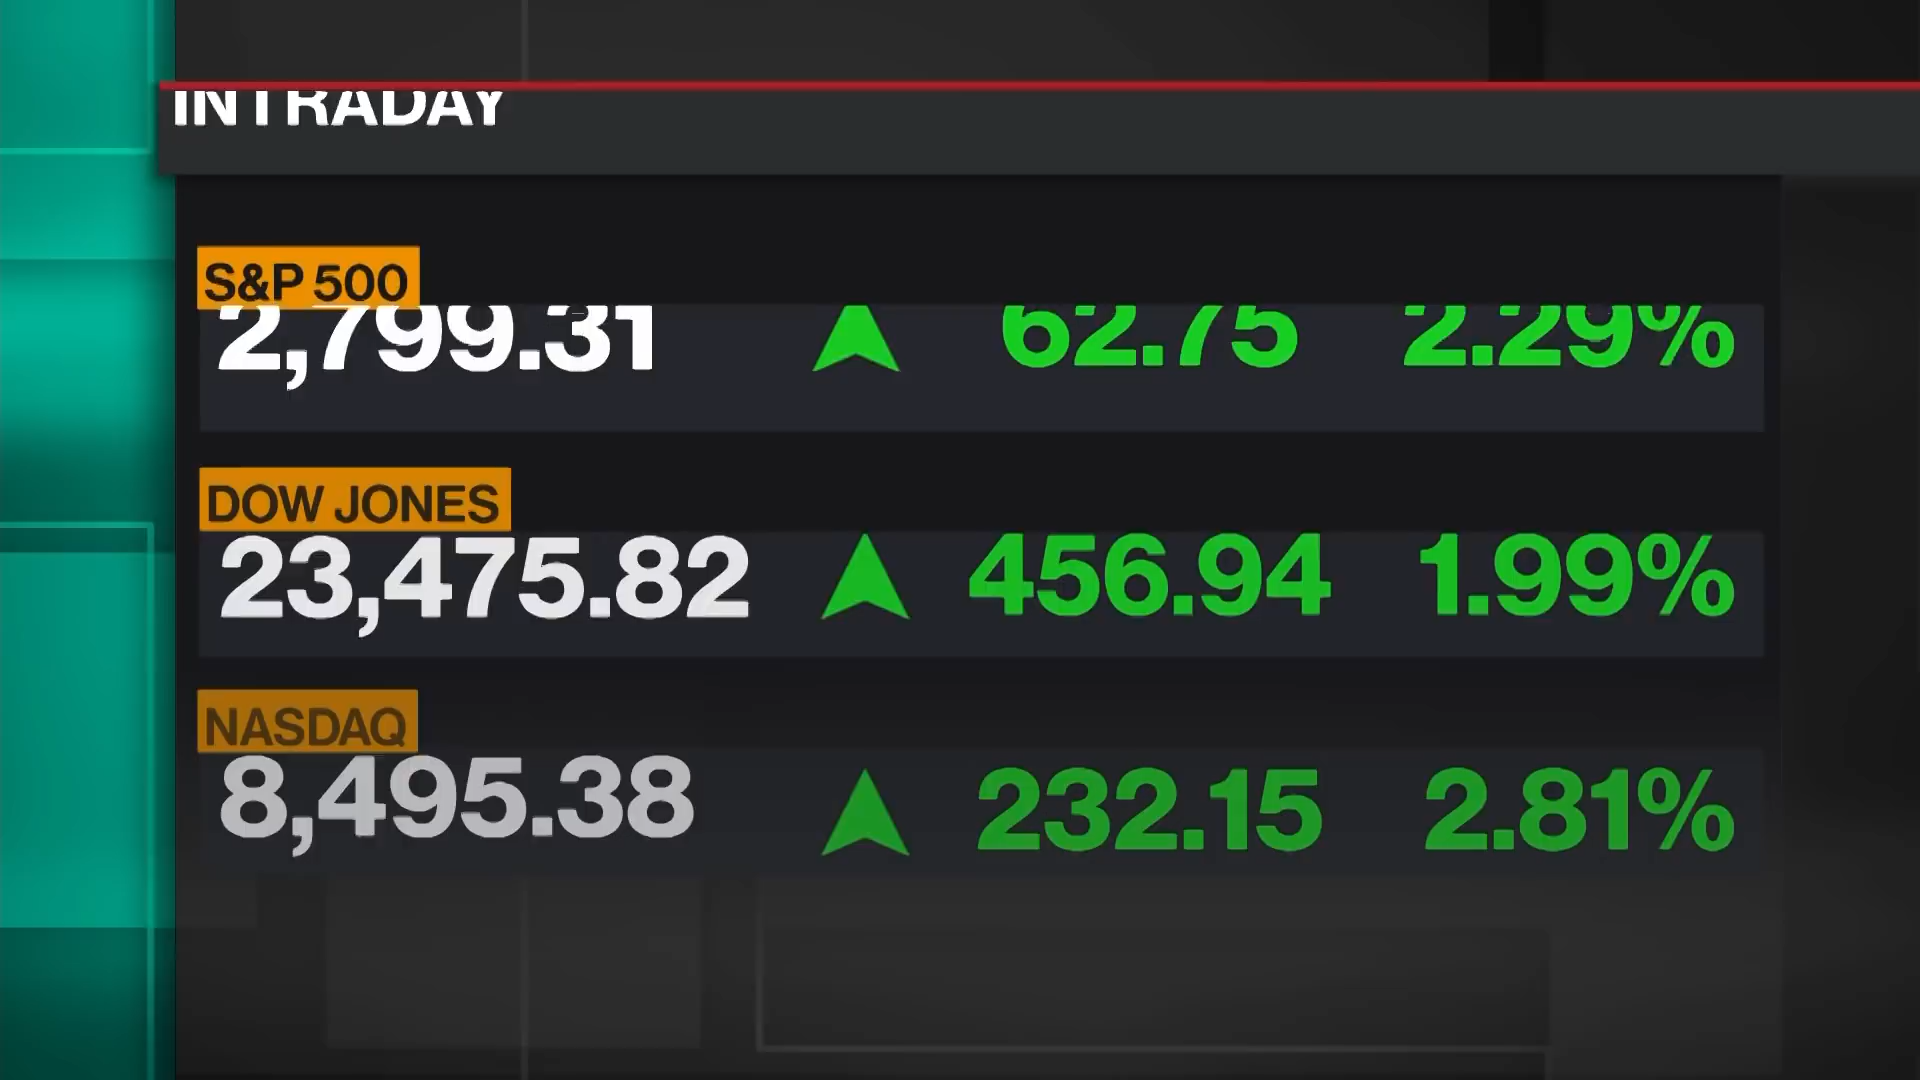 INTRADAY
S&P 500
2,799.31 62.75 2.29%
DOW JONES
23,475.82 456.94 1.99%
NASDAQ
8,495.38 232.15 2.81%